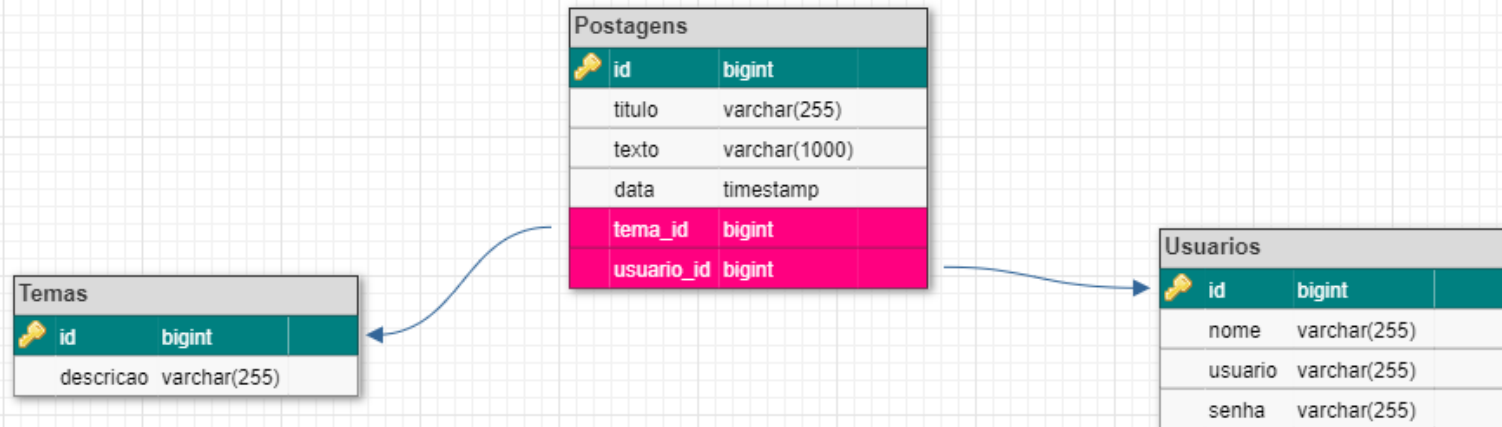 Postagens
id bigint
titulo varchar(255)
texto varchar(1000)
data timestamp
tema_id bigint
usuario_id bigint
Temas
id bigint
descricao varchar(255)
Usuarios
id bigint
nome varchar(255)
usuario varchar(255)
senha varchar(255)